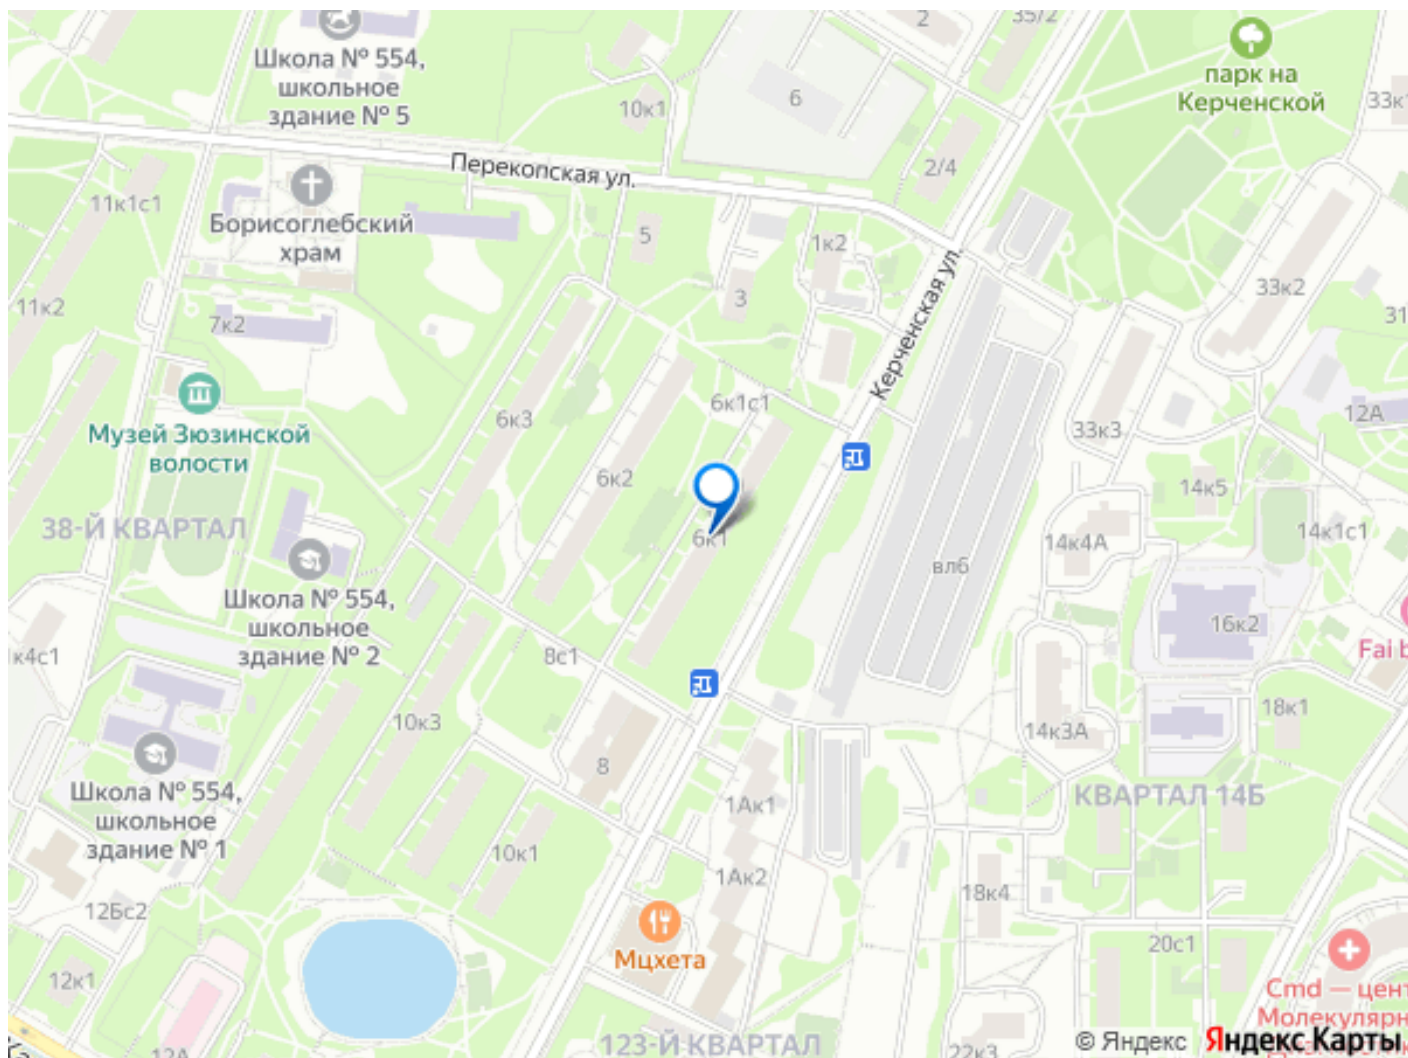 2
35/2
Школа № 554,
школьное
здание № 5
парк на
Керченской
10к1
6
Перекопская ул.
2/4
11к1с1
Борисоглебский
храм
5
1к2
Керченская ул.
33к2
11к2
7к2
3
6к3
6к1с1
12А
Музей Зюзинской
волости
33к3
6к2
14к5
38-Й КВАРТАЛ
14к4А
14к1с1
6к1
вл6
Школа № 554,
школьное
здание № 2
16к2
8с1
10к3
14к3А
18к1
8
Школа № 554,
школьное
здание № 1
1Ак1
КВАРТАЛ 14Б
10к1
1Ак2
18к4
12Бс2
20с1
Мцхета
12к1
Cmd — цент
Молекулярн
123-Й КВАРТАЛ
22к3
12А
© Яндекс Яндекс Карты